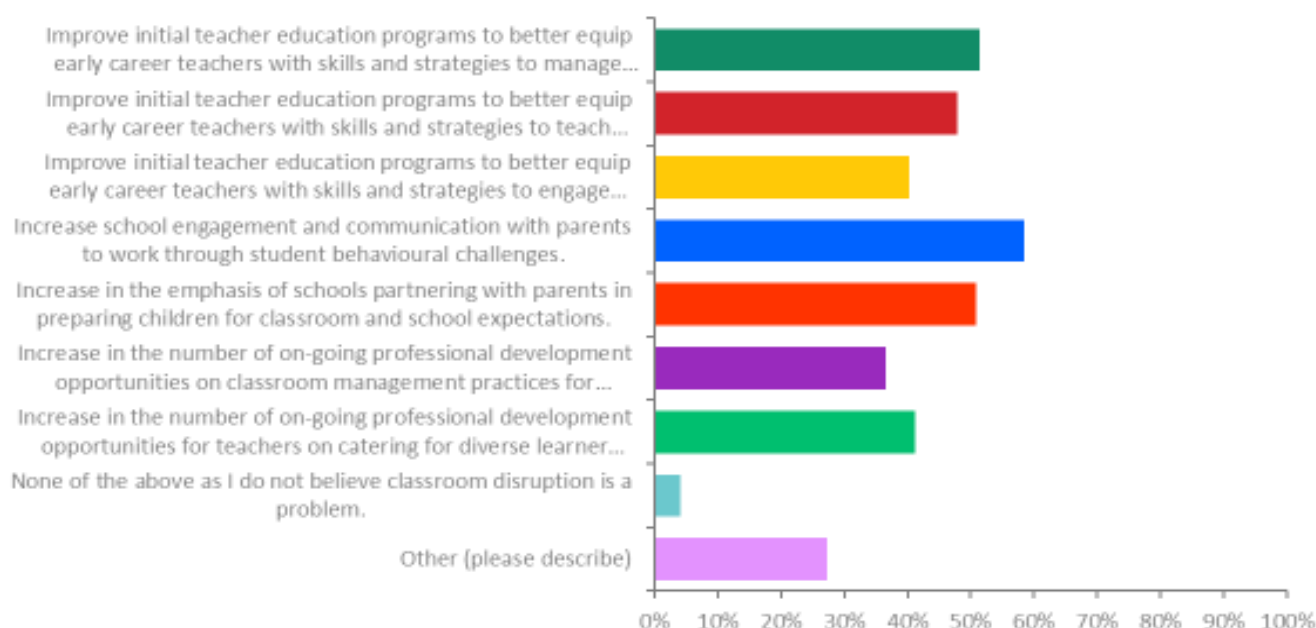 Improve initial teacher education programs to better equip
early career teachers with skills and strategies to manage...
Improve initial teacher education programs to better equip
early career teachers with skills and strategies to teach...
Improve initial teacher education programs to better equip
early career teachers with skills and strategies to engage...
Increase school engagement and communication with parents
to work through student behavioural challenges.
Increase in the emphasis of schools partnering with parents in
preparing children for classroom and school expectations.
Increase in the number of on-going professional development
opportunities on classroom management practices for...
Increase in the number of on-going professional development
opportunities for teachers on catering for diverse learner...
None of the above as I do not believe classroom disruption is a
problem.
Other (please describe)
0% 10% 20% 30% 40% 50% 60% 70% 80% 90% 100%